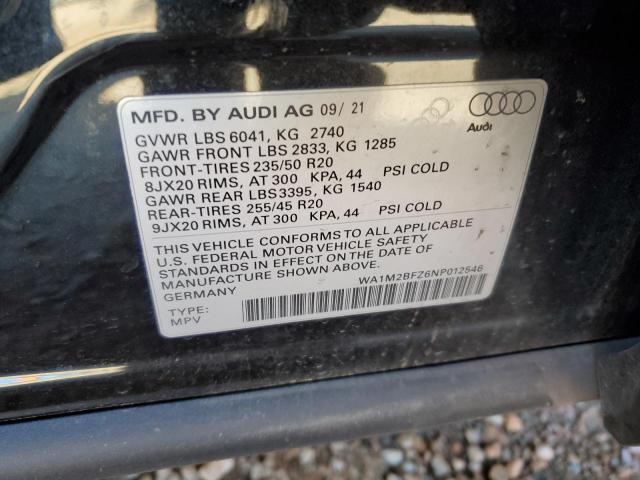 MFD. BY AUDI AG 09/ 21
Audi
GVWR LBS 6041, KG 2740
GAWR FRONT LBS 2833, KG 1285
FRONT-TIRES 235/50 R20
8JX20 RIMS, AT 300 KPA, 44 PSI COLD
GAWR REAR LBS 3395, KG 1540
REAR-TIRES 255/45 R20
9JX20 RIMS, AT 300 KPA, 44 PSI COLD
THIS VEHICLE CONFORMS TO ALL APPLICABLE
U.S. FEDERAL MOTOR VEHICLE SAFETY
STANDARDS IN EFFECT ON THE DATE OF
MANUFACTURE SHOWN ABOVE.
GERMANY
WA1M2BFZ6NP012546
TYPE:
MPV